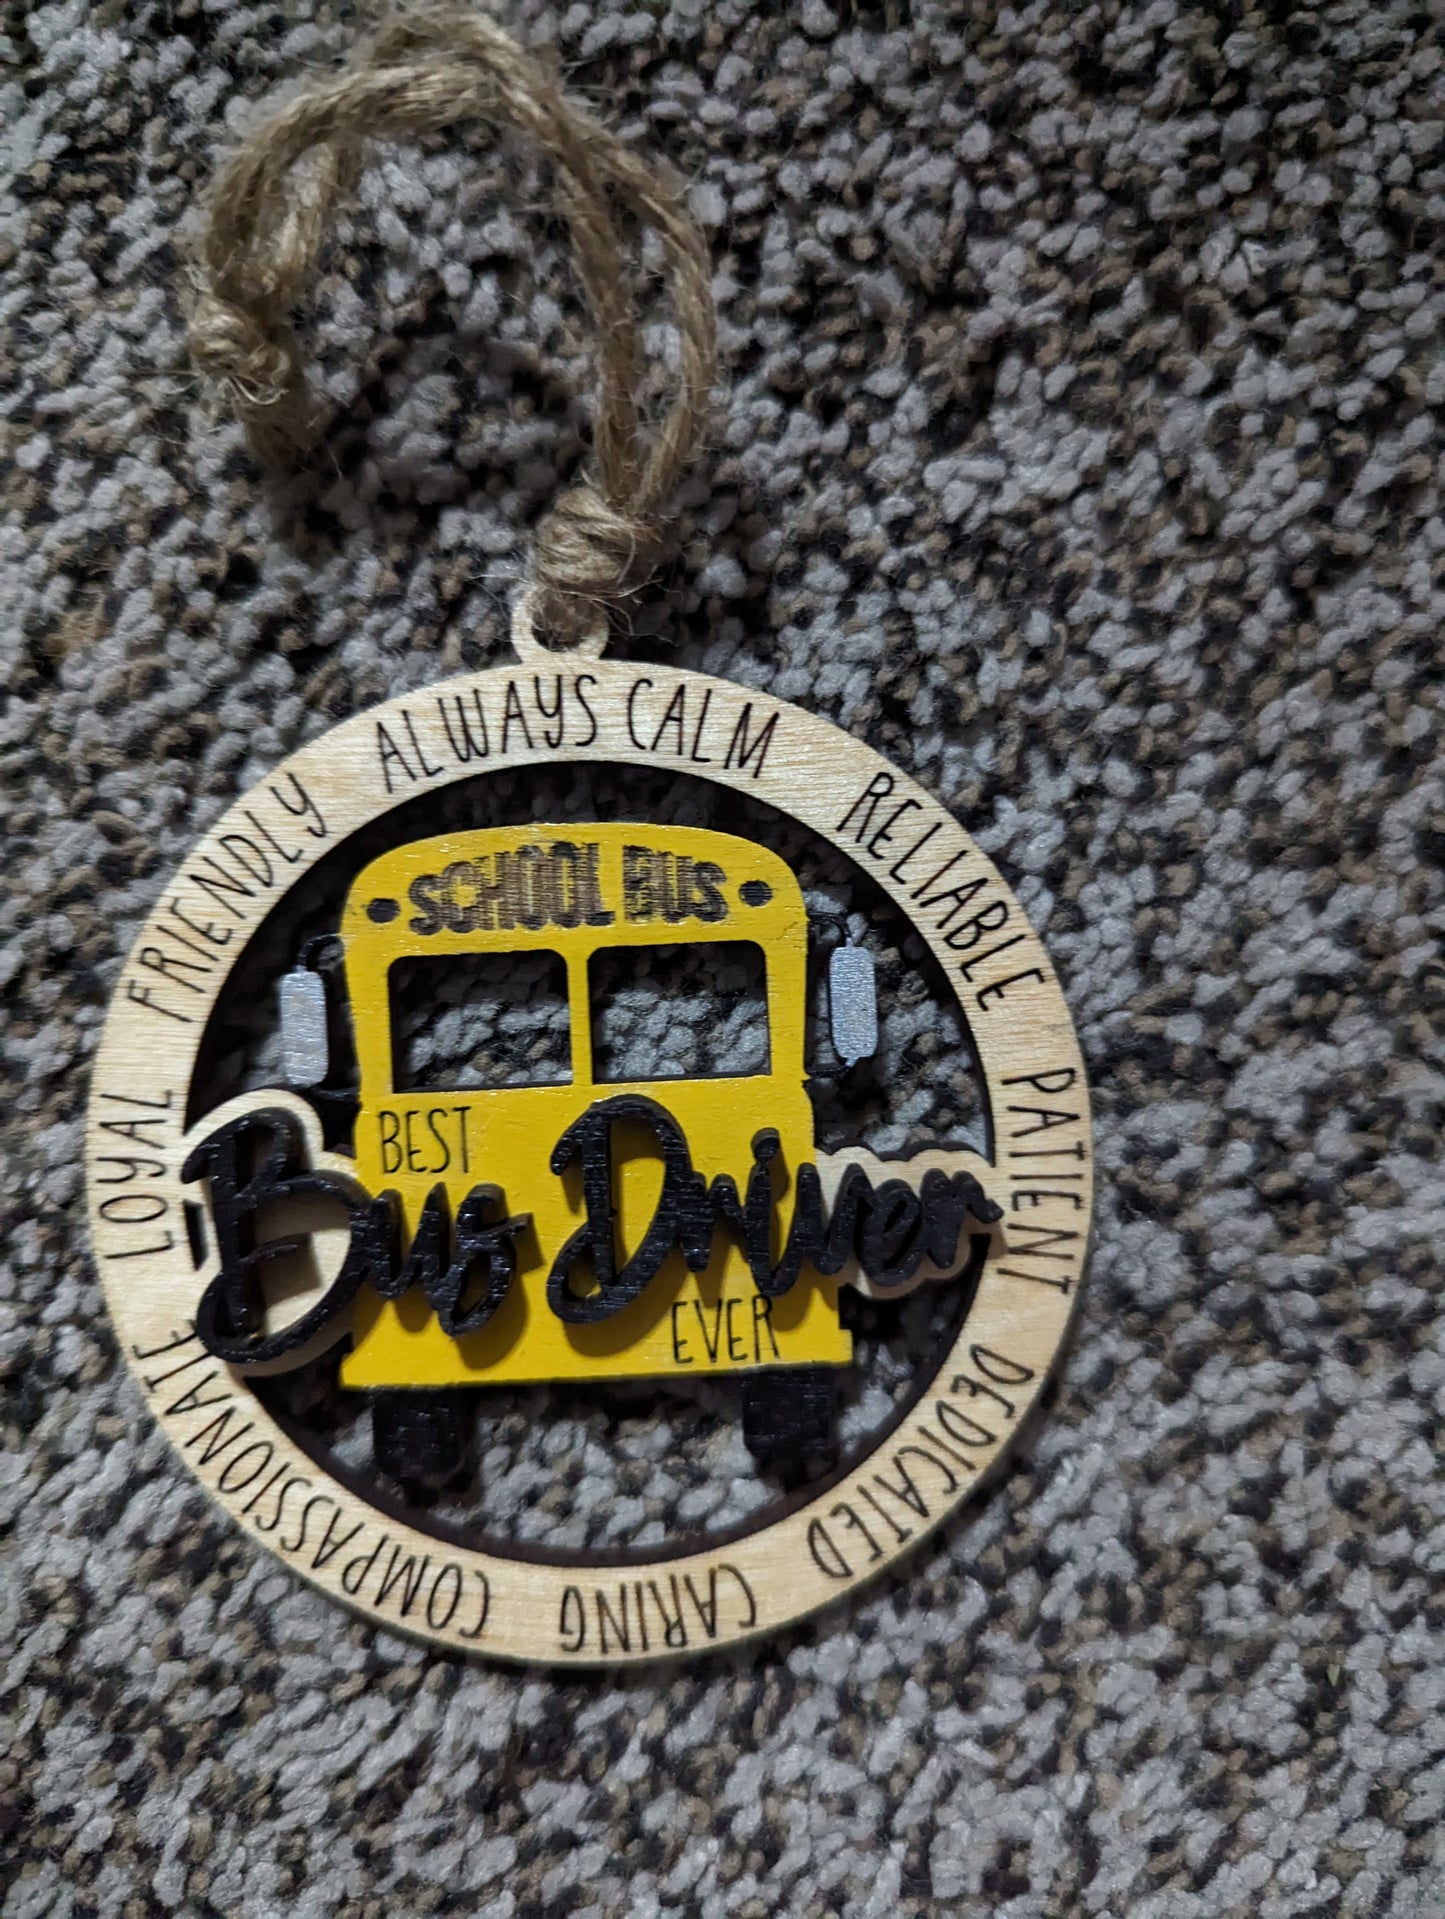 ALWAYS CALM
RELIABLE
PATIENT
DEDICATED
CARING
COMPASSIONATE
LOYAL
FRIENDLY
SCHOOL BUS
BEST
Bus Driver
EVER